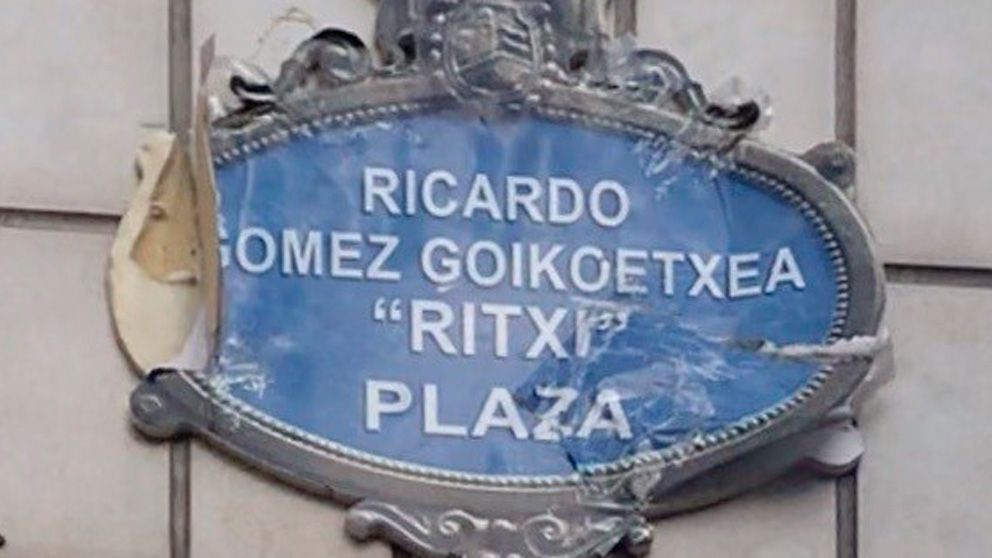 RICARDO
GOMEZ GOIKOETXEA
“RITXI”
PLAZA